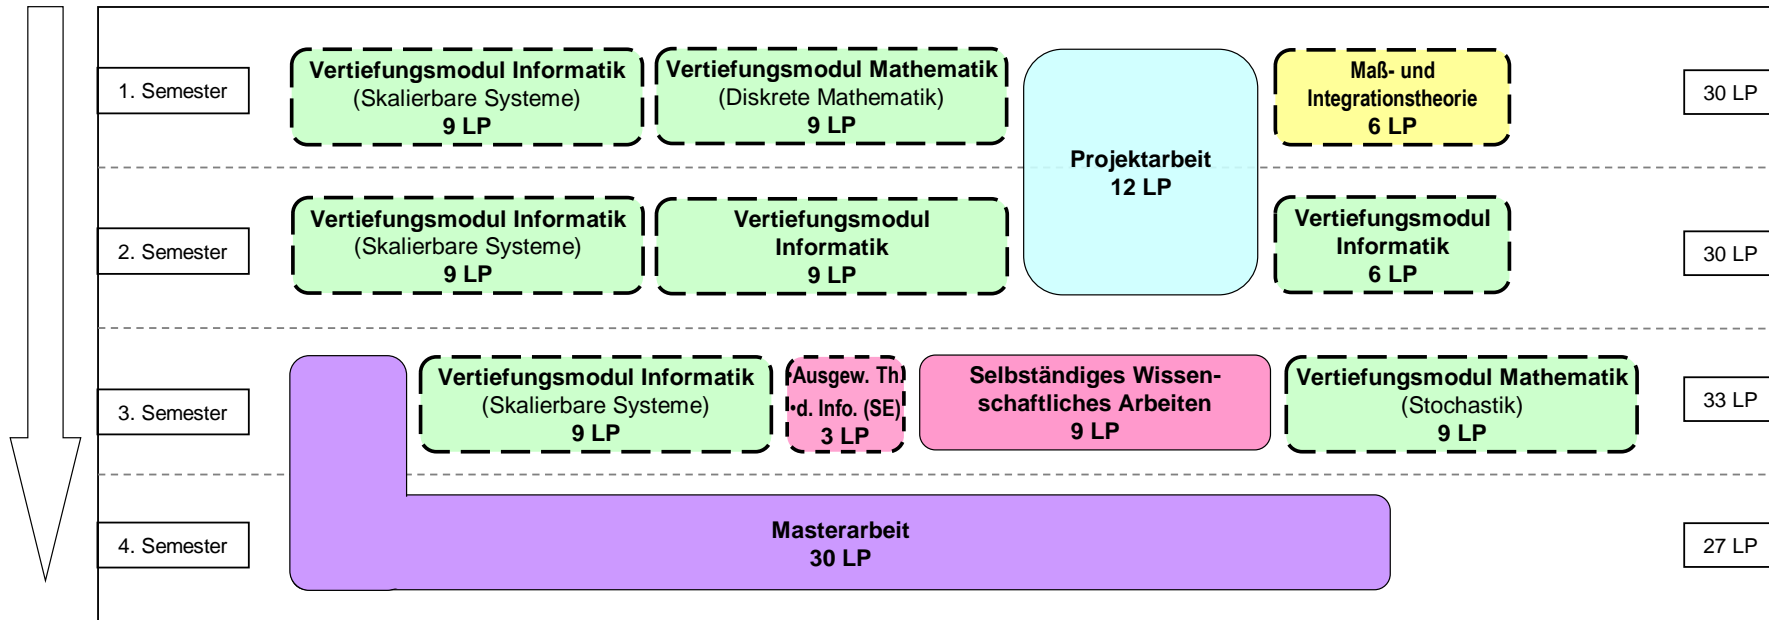 1. Semester
Vertiefungsmodul Informatik
(Skalierbare Systeme)
9 LP
Vertiefungsmodul Mathematik
(Diskrete Mathematik)
9 LP
Projektarbeit
12 LP
Maß- und
Integrationstheorie
6 LP
30 LP
2. Semester
Vertiefungsmodul Informatik
(Skalierbare Systeme)
9 LP
Vertiefungsmodul
Informatik
9 LP
Vertiefungsmodul
Informatik
6 LP
30 LP
3. Semester
Vertiefungsmodul Informatik
(Skalierbare Systeme)
9 LP
•Ausgew. Th.
•d. Info. (SE)
3 LP
Selbständiges Wissen-
schaftliches Arbeiten
9 LP
Vertiefungsmodul Mathematik
(Stochastik)
9 LP
33 LP
4. Semester
Masterarbeit
30 LP
27 LP